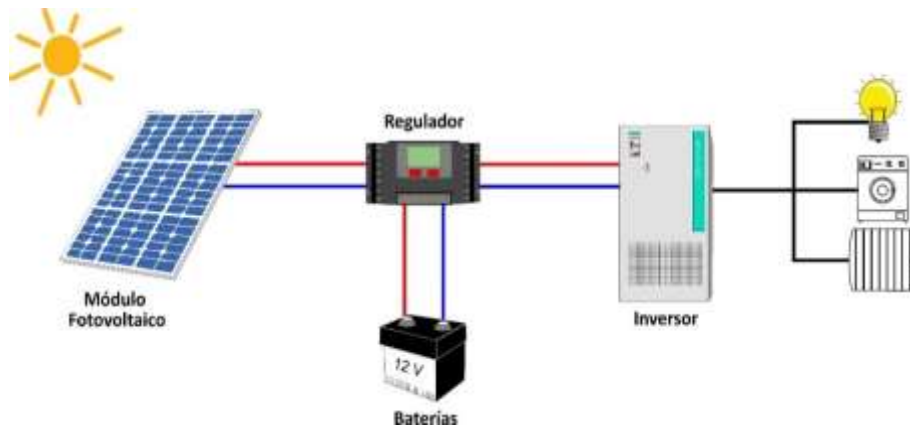 Regulador
Módulo
Fotovoltaico
Inversor
12 V
Baterías